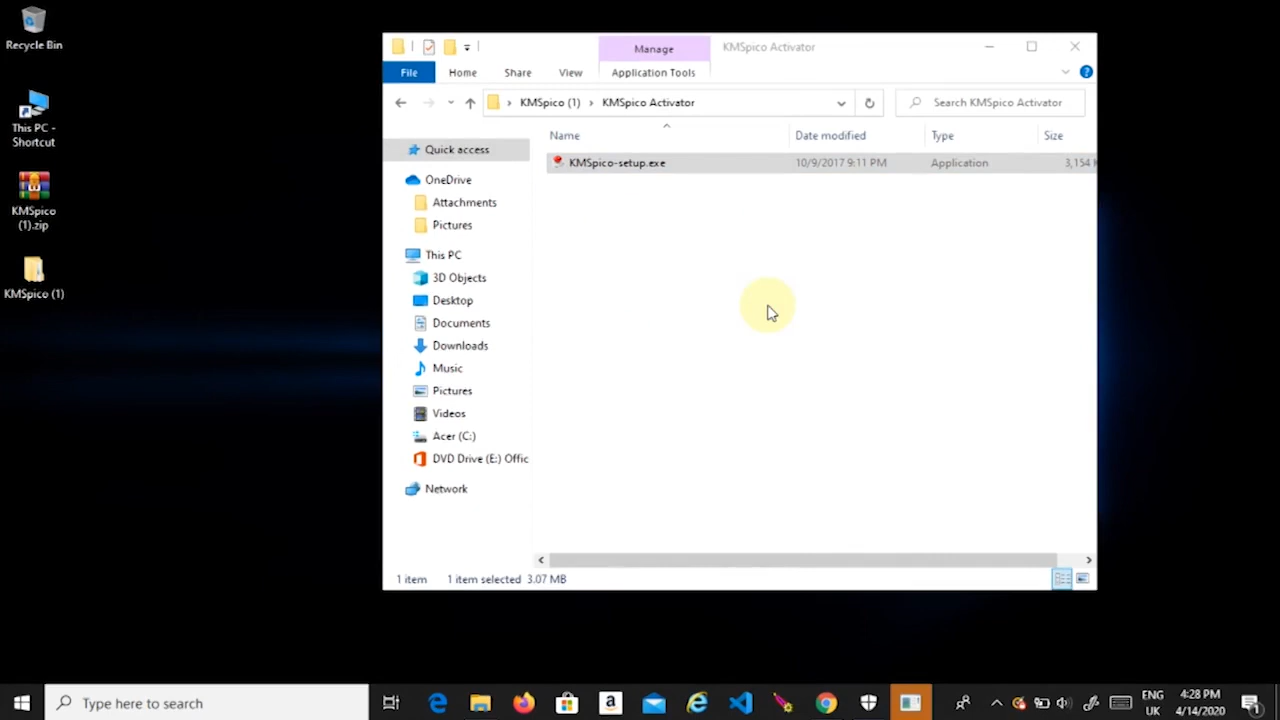 Recycle Bin
This PC -
Shortcut
KMSpico
(1).zip
KMSpico (1)
Manage
KMSpico Activator
File
Home
Share
View
Application Tools
KMSpico (1)
KMSpico Activator
Search KMSpico Activator
Name
Date modified
Type
Size
KMSpico-setup.exe
10/9/2017 9:11 PM
Application
3,154
Quick access
OneDrive
Attachments
Pictures
This PC
3D Objects
Desktop
Documents
Downloads
Music
Pictures
Videos
Acer (C:)
DVD Drive (E:) Offic
Network
1 item
1 item selected 3.07 MB
Type here to search
ENG
UK
4:28 PM
4/14/2020
1